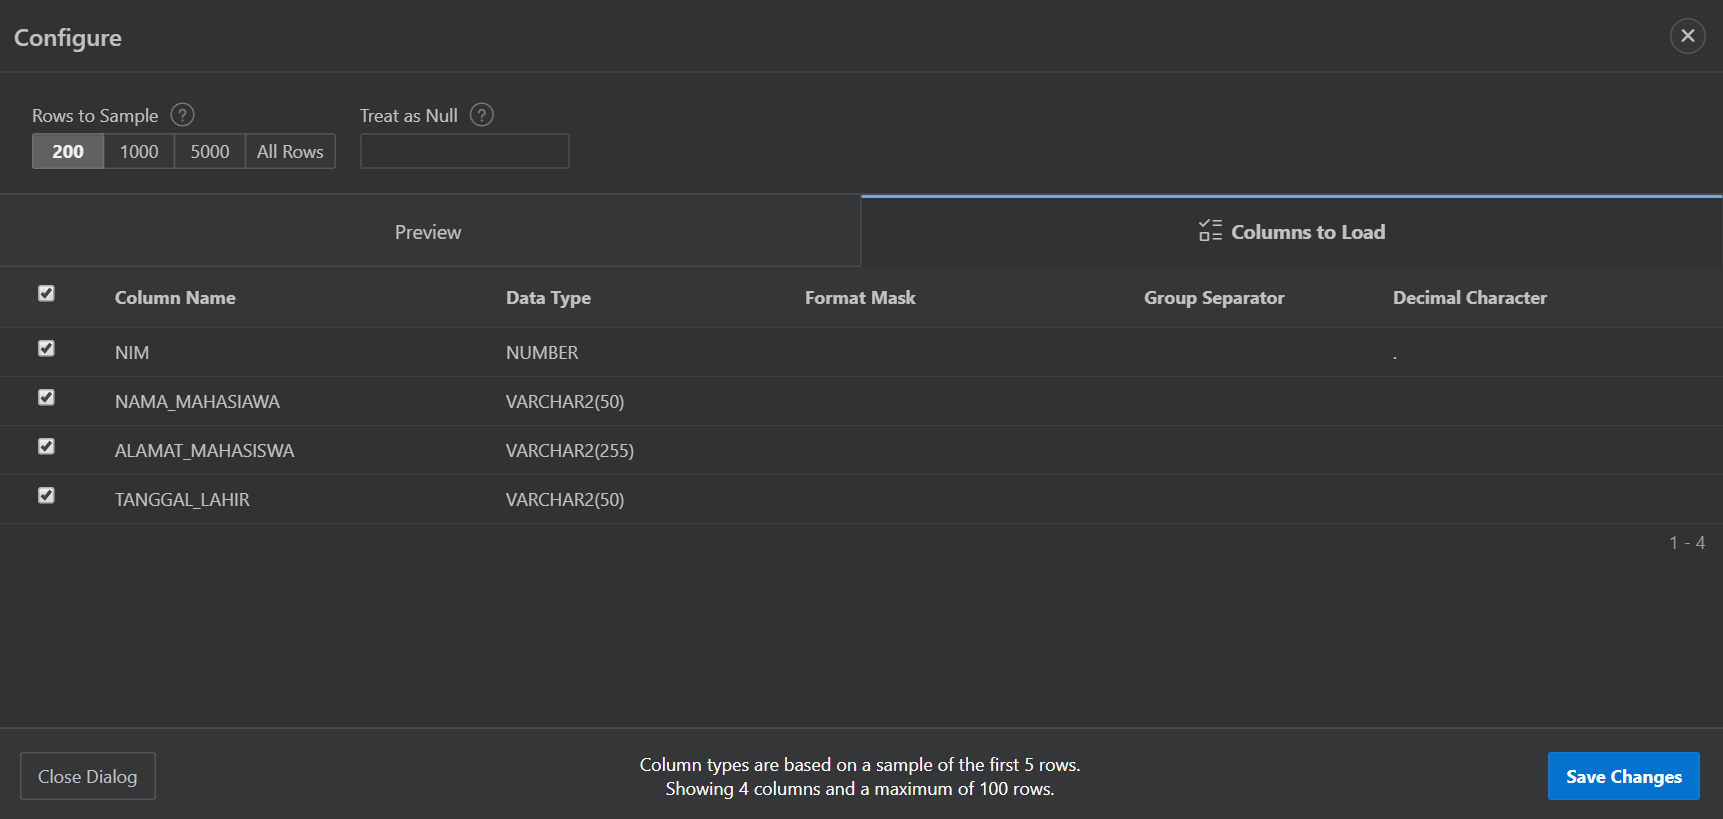 Configure
Rows to Sample ? Treat as Null ?
200 1000 5000 All Rows
Preview Columns to Load
Column Name Data Type Format Mask Group Separator Decimal Character
NIM NUMBER .
NAMA_MAHASIAWA VARCHAR2(50)
ALAMAT_MAHASISWA VARCHAR2(255)
TANGGAL_LAHIR VARCHAR2(50)
1 - 4
Column types are based on a sample of the first 5 rows.
Close Dialog Save Changes
Showing 4 columns and a maximum of 100 rows.